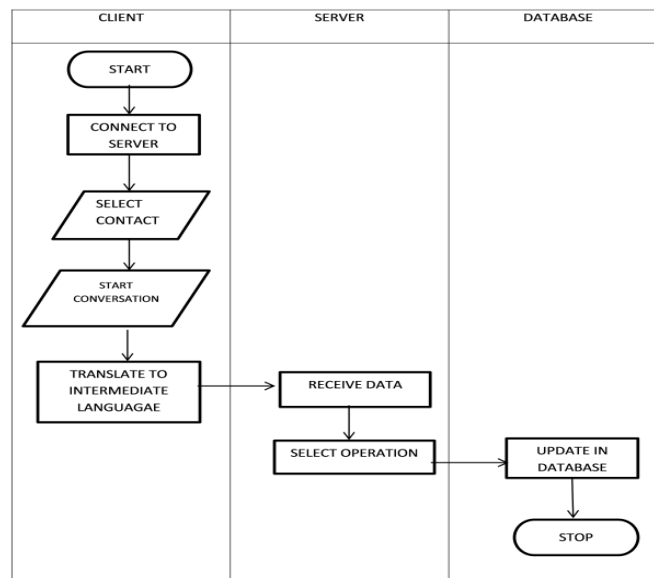 CLIENT
SERVER
DATABASE
START
CONNECT TO
SERVER
SELECT
CONTACT
START
CONVERSATION
TRANSLATE TO
INTERMEDIATE
LANGUAGAE
RECEIVE DATA
SELECT OPERATION
UPDATE IN
DATABASE
STOP